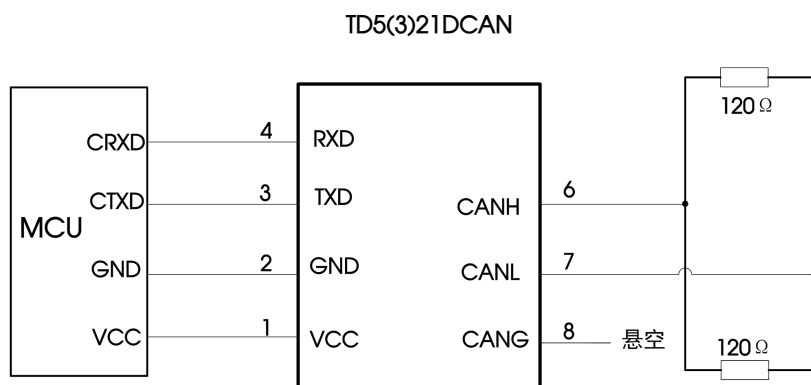 TD5(3)21DCAN
120Ω
CRXD 4 RXD
CTXD 3 TXD
CANH 6
MCU
GND 2 GND
CANL 7
VCC 1 VCC
CANG 8 悬空
120Ω